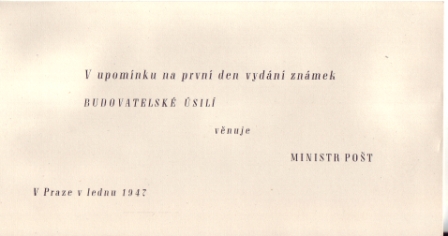 V upomínku na první den vydání známek
BUDOVATELSKÉ ÚSILÍ
věnuje
MINISTR POŠT
V Praze v lednu 1947